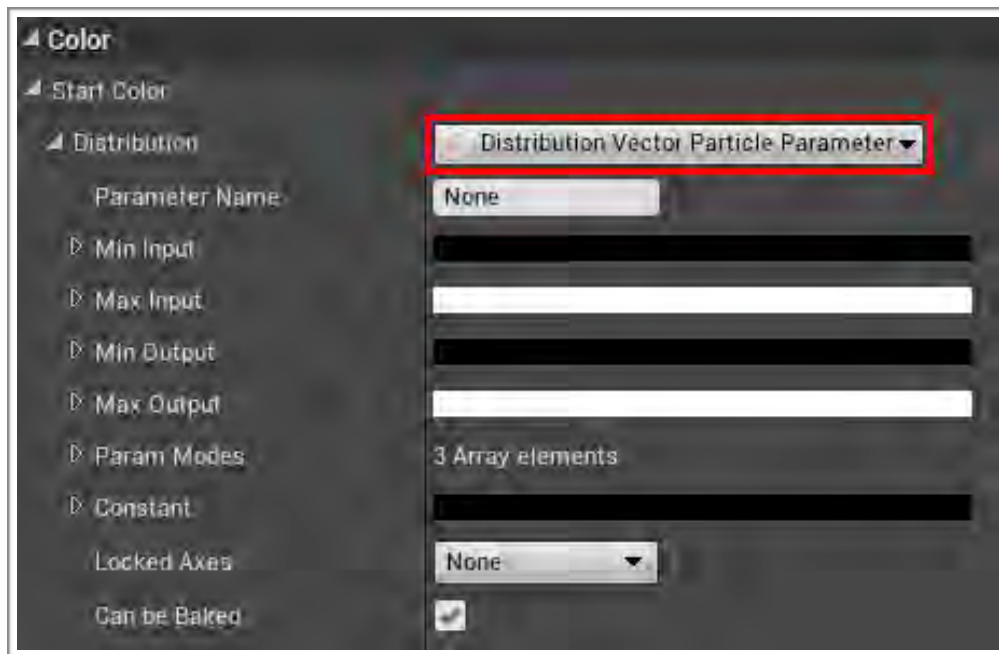 Color
Start Color
Distribution Distribution Vector Particle Parameter
Parameter Name None
Min Input
Max Input
Min Output
Max Output
Param Modes 3 Array elements
Constant
Locked Axes None
Can be Baked